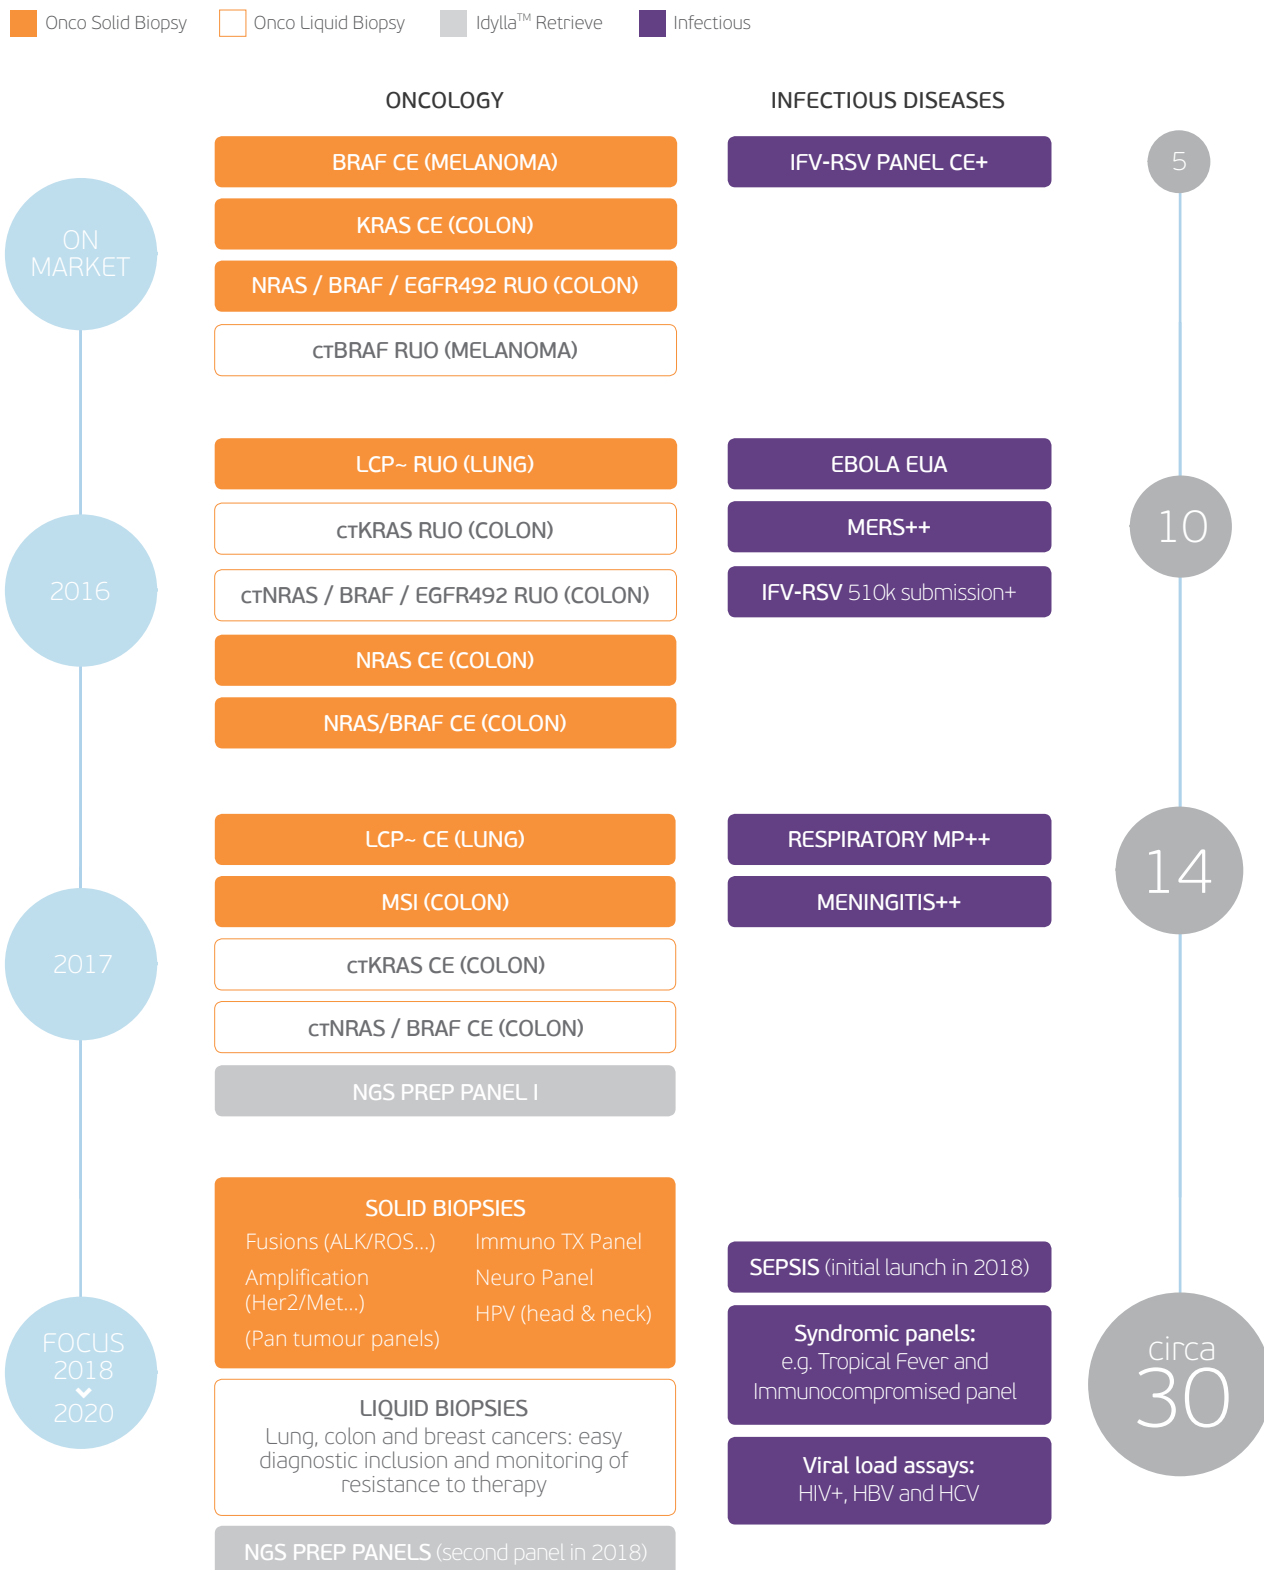 Onco Solid Biopsy
Onco Liquid Biopsy
Idylla™ Retrieve
Infectious
ONCOLOGY
INFECTIOUS DISEASES
ON
MARKET
BRAF CE (MELANOMA)
KRAS CE (COLON)
NRAS / BRAF / EGFR492 RUO (COLON)
cтBRAF RUO (MELANOMA)
IFV-RSV PANEL CE+
5
2016
LCP~ RUO (LUNG)
cтKRAS RUO (COLON)
cтNRAS / BRAF / EGFR492 RUO (COLON)
NRAS CE (COLON)
NRAS/BRAF CE (COLON)
EBOLA EUA
MERS++
IFV-RSV 510k submission+
10
2017
LCP~ CE (LUNG)
MSI (COLON)
cтKRAS CE (COLON)
cтNRAS / BRAF CE (COLON)
NGS PREP PANEL I
RESPIRATORY MP++
MENINGITIS++
14
FOCUS
2018
2020
SOLID BIOPSIES
Fusions (ALK/ROS...)
Amplification
(Her2/Met...)
(Pan tumour panels)
Immuno TX Panel
Neuro Panel
HPV (head & neck)
LIQUID BIOPSIES
Lung, colon and breast cancers: easy
diagnostic inclusion and monitoring of
resistance to therapy
NGS PREP PANELS (second panel in 2018)
SEPSIS (initial launch in 2018)
Syndromic panels:
e.g. Tropical Fever and
Immunocompromised panel
Viral load assays:
HIV+, HBV and HCV
circa
30